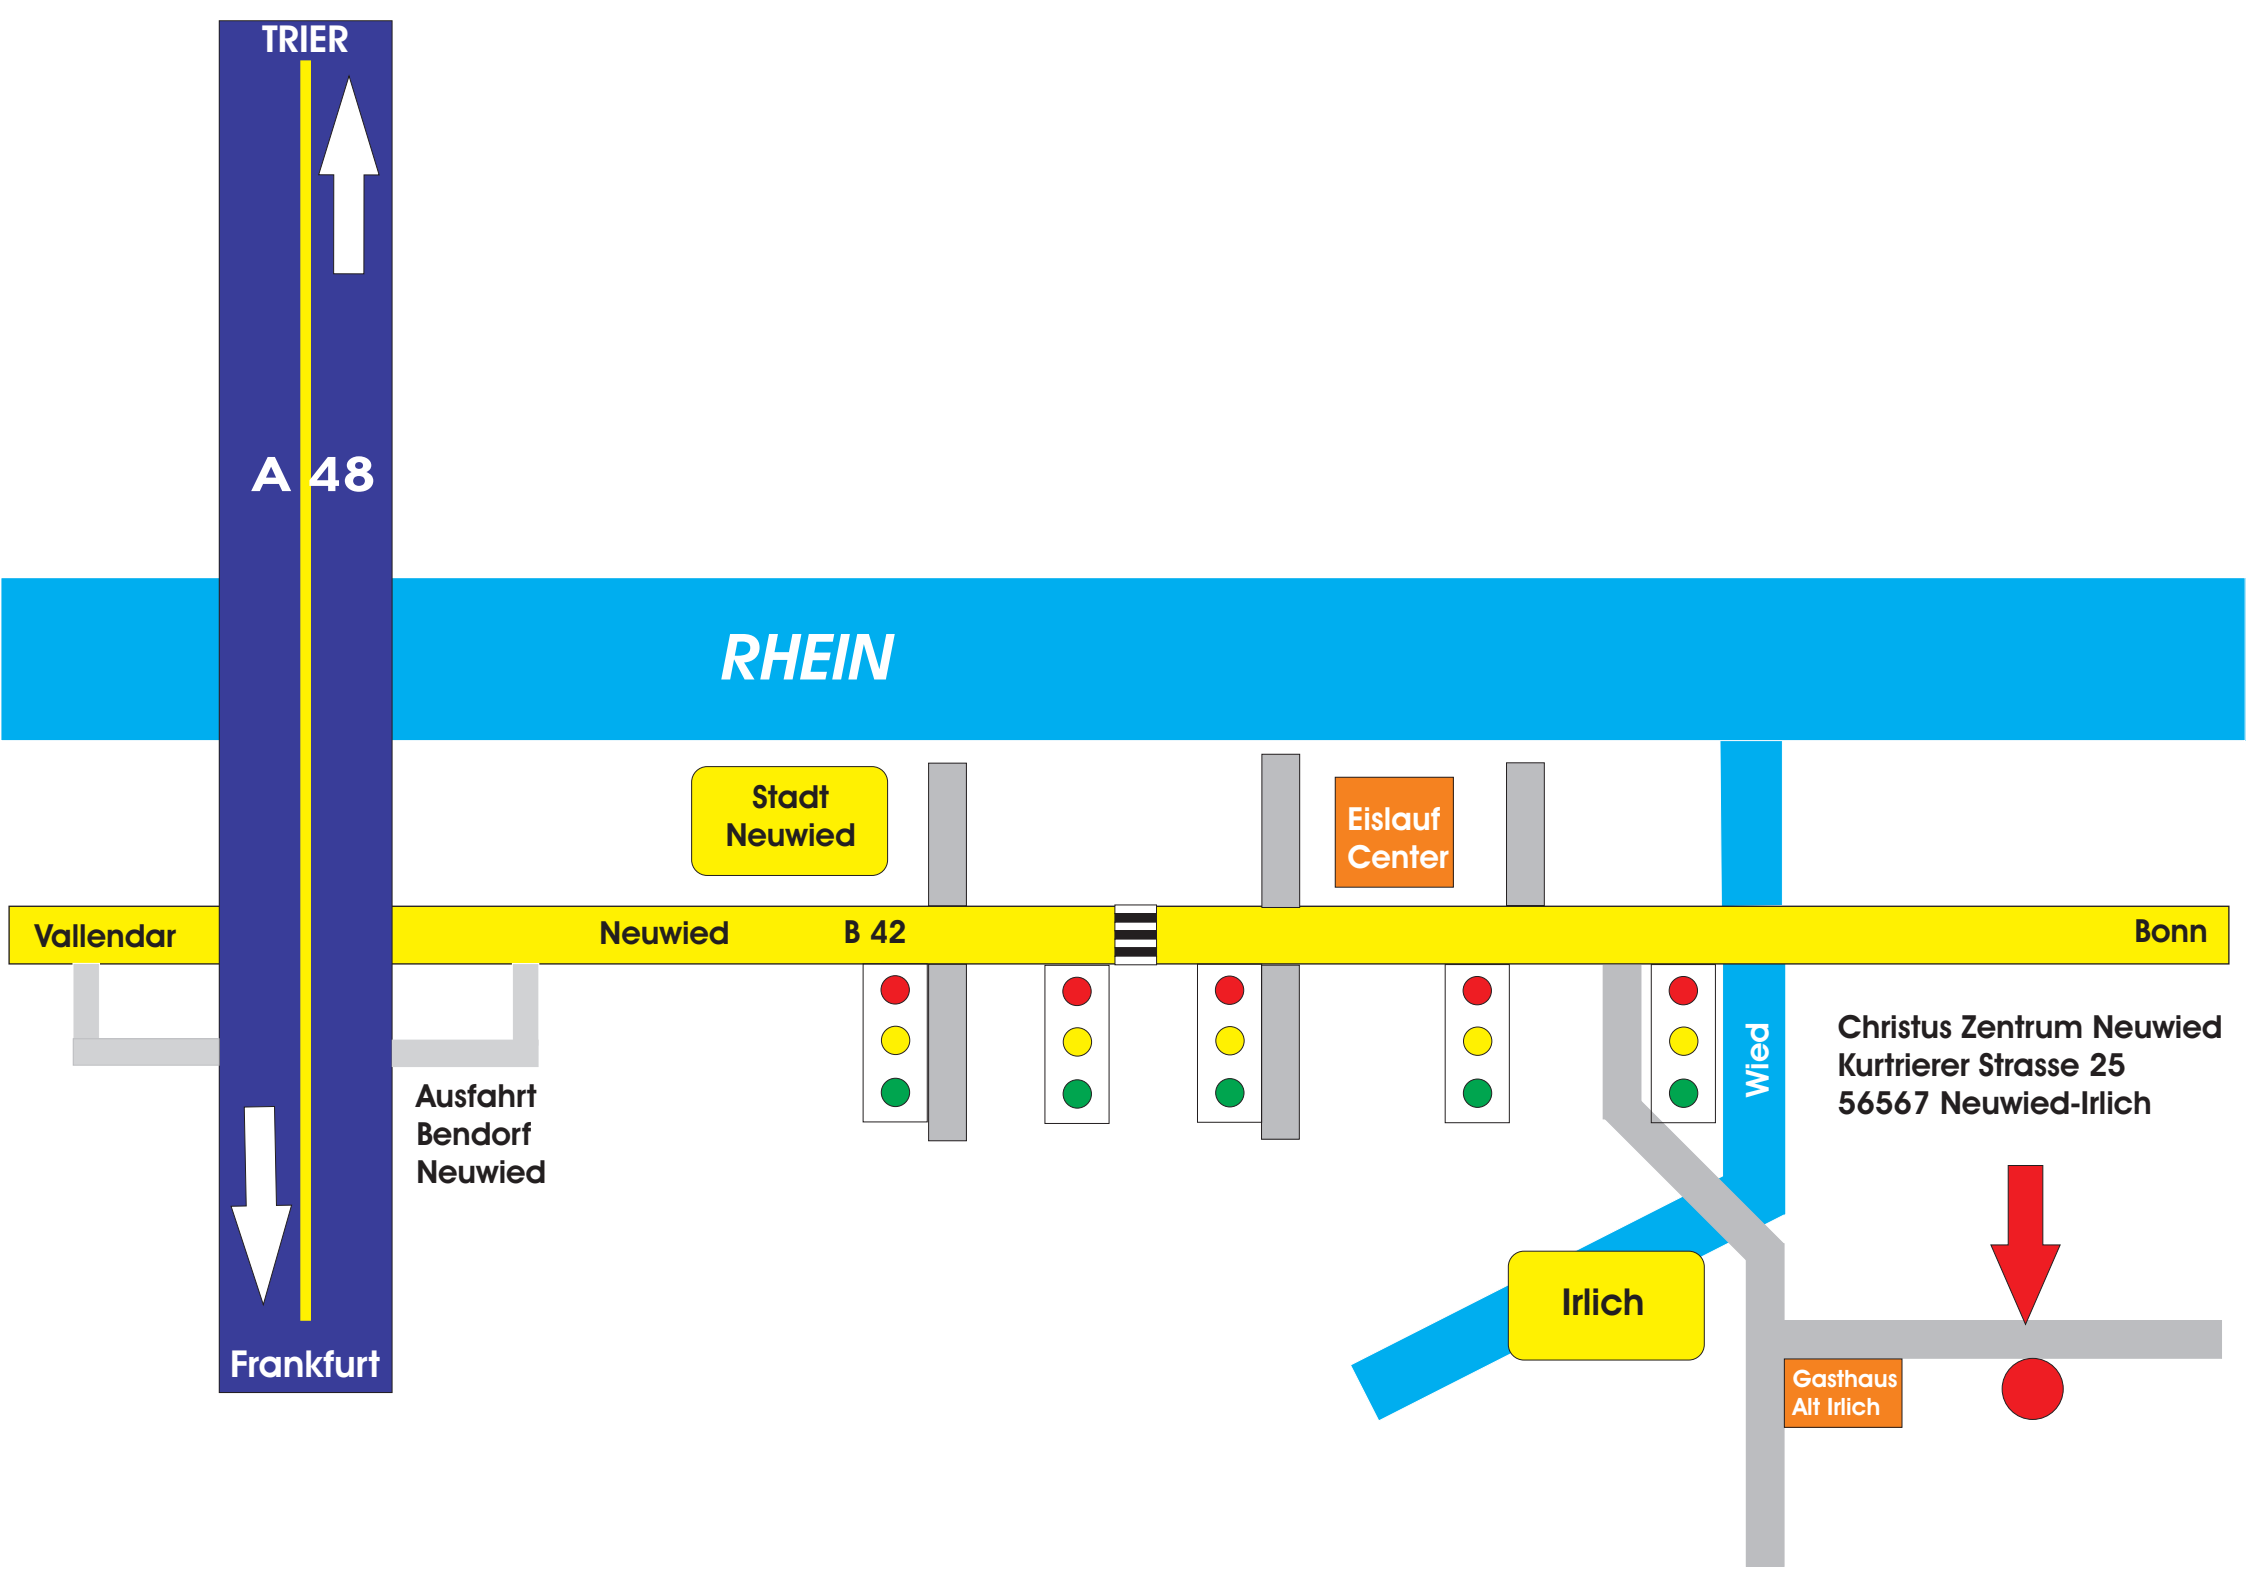 TRIER
A 48
RHEIN
Stadt
Neuwied
Eislauf
Center
Vallendar
Neuwied
B 42
Bonn
Wied
Christus Zentrum Neuwied
Kurtrierer Strasse 25
56567 Neuwied-Irlich
Ausfahrt
Bendorf
Neuwied
Irlich
Frankfurt
Gasthaus
Alt Irlich